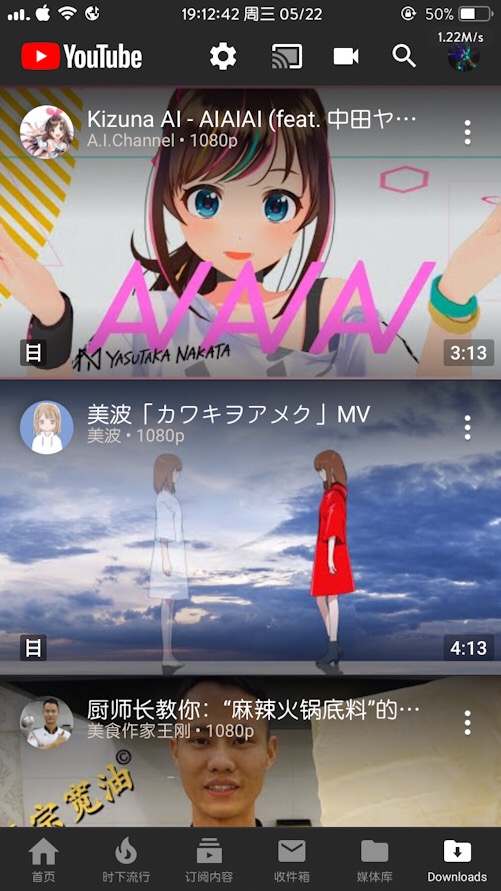 19:12:42 周三 05/22
50%
1.22M/s
YouTube
Kizuna AI - AIAIAI (feat. 中田ヤ…
A.I.Channel • 1080p
AIAIAI
YASUTAKA NAKATA
3:13
美波「カワキヲアメク」MV
美波 • 1080p
4:13
厨师长教你：“麻辣火锅底料”的…
美食作家王刚 • 1080p
©
宗宽油
首页
时下流行
订阅内容
收件箱
媒体库
Downloads